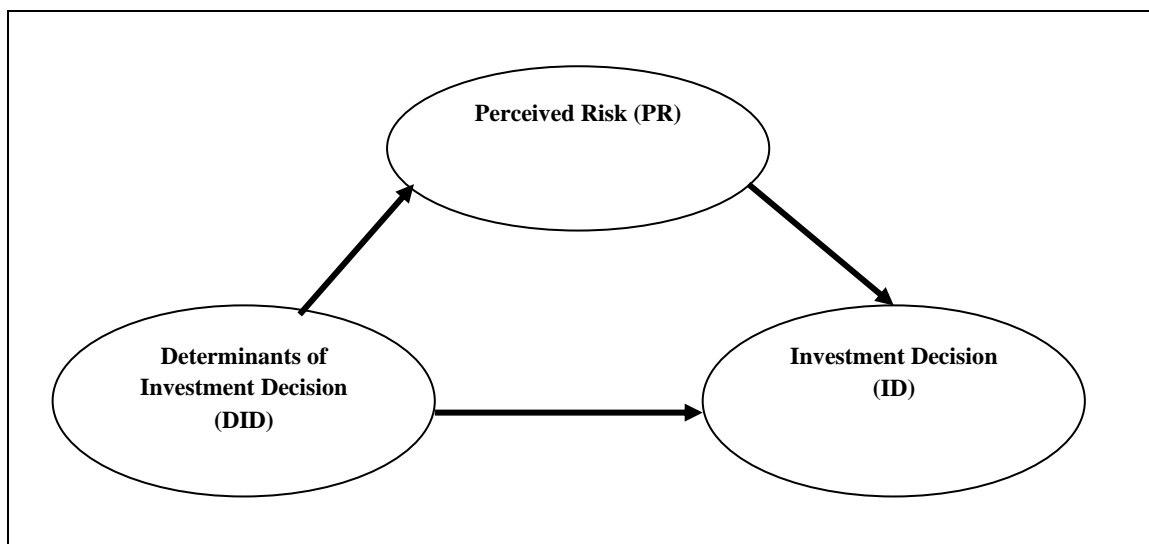 Perceived Risk (PR)
Determinants of
Investment Decision
(DID)
Investment Decision
(ID)